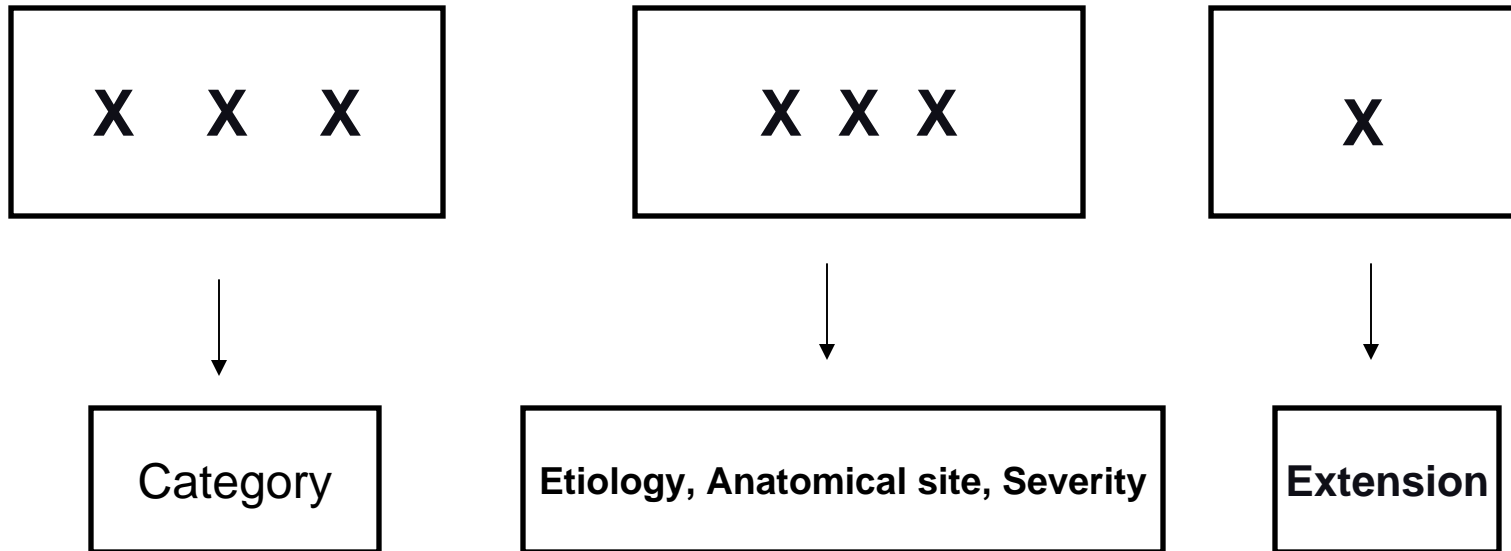 X X X
X X X
X
Category
Etiology, Anatomical site, Severity
Extension